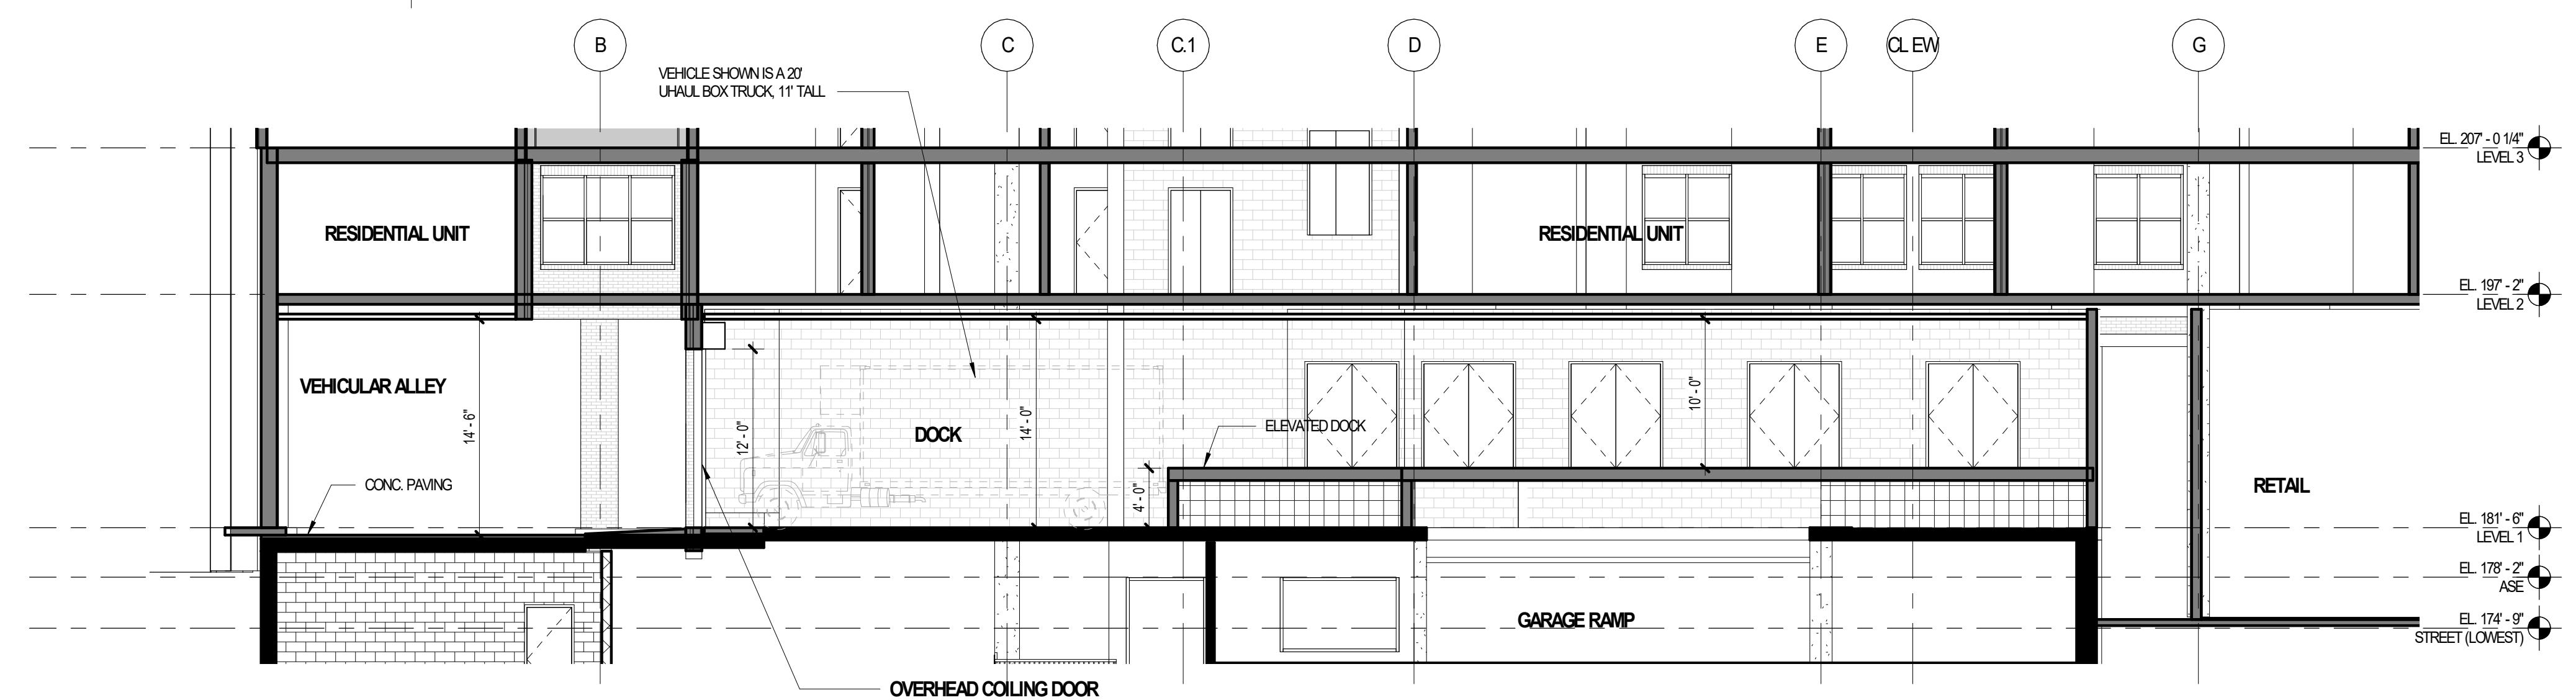 B
C
C.1
D
E
CL EW
G
VEHICLE SHOWN IS A 20'
UHAUL BOX TRUCK, 11' TALL
EL. 207' - 0 1/4"
LEVEL 3
RESIDENTIAL UNIT
RESIDENTIAL UNIT
EL. 197' - 2"
LEVEL 2
VEHICULAR ALLEY
14' - 6"
12' - 0"
DOCK
14' - 0"
ELEVATED DOCK
10' - 0"
4' - 0"
CONC. PAVING
RETAIL
EL. 181' - 6"
LEVEL 1
EL. 178' - 2"
ASE
GARAGE RAMP
EL. 174' - 9"
STREET (LOWEST)
OVERHEAD COILING DOOR